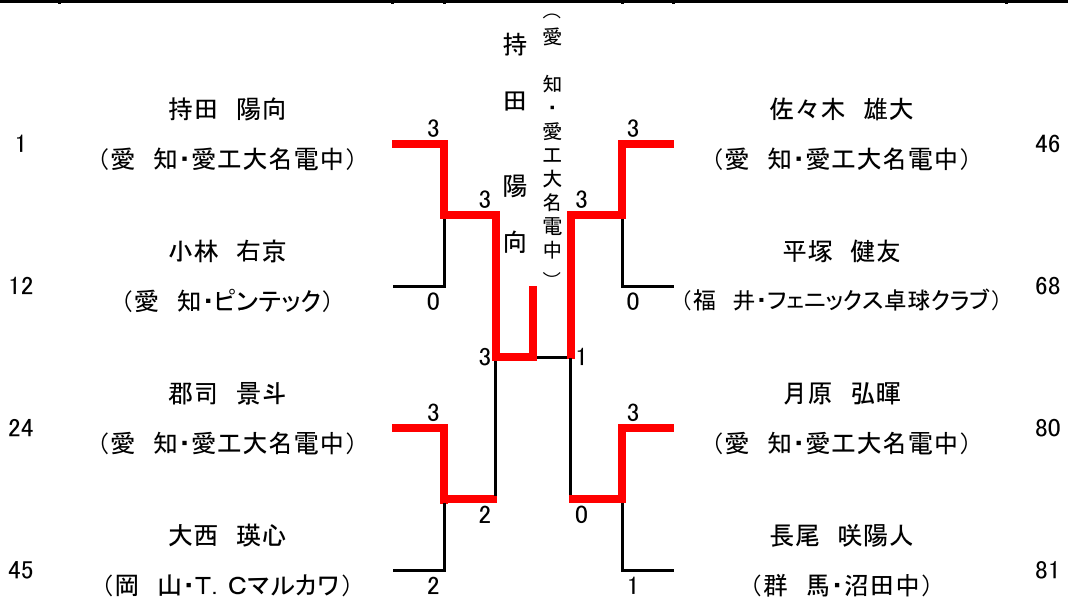 持田 陽向
（愛 知・愛工大名電中）
1
持田 陽向
（愛 知・愛工大名電中）
3
12
小林 右京
（愛 知・ピンテック）
0
3
24
郡司 景斗
（愛 知・愛工大名電中）
3
45
大西 瑛心
（岡 山・T．Cマルカワ）
2
2
3
1
佐々木 雄大
（愛 知・愛工大名電中）
46
3
3
平塚 健友
（福 井・フェニックス卓球クラブ）
68
0
月原 弘暉
（愛 知・愛工大名電中）
80
3
0
長尾 咲陽人
（群 馬・沼田中）
81
1